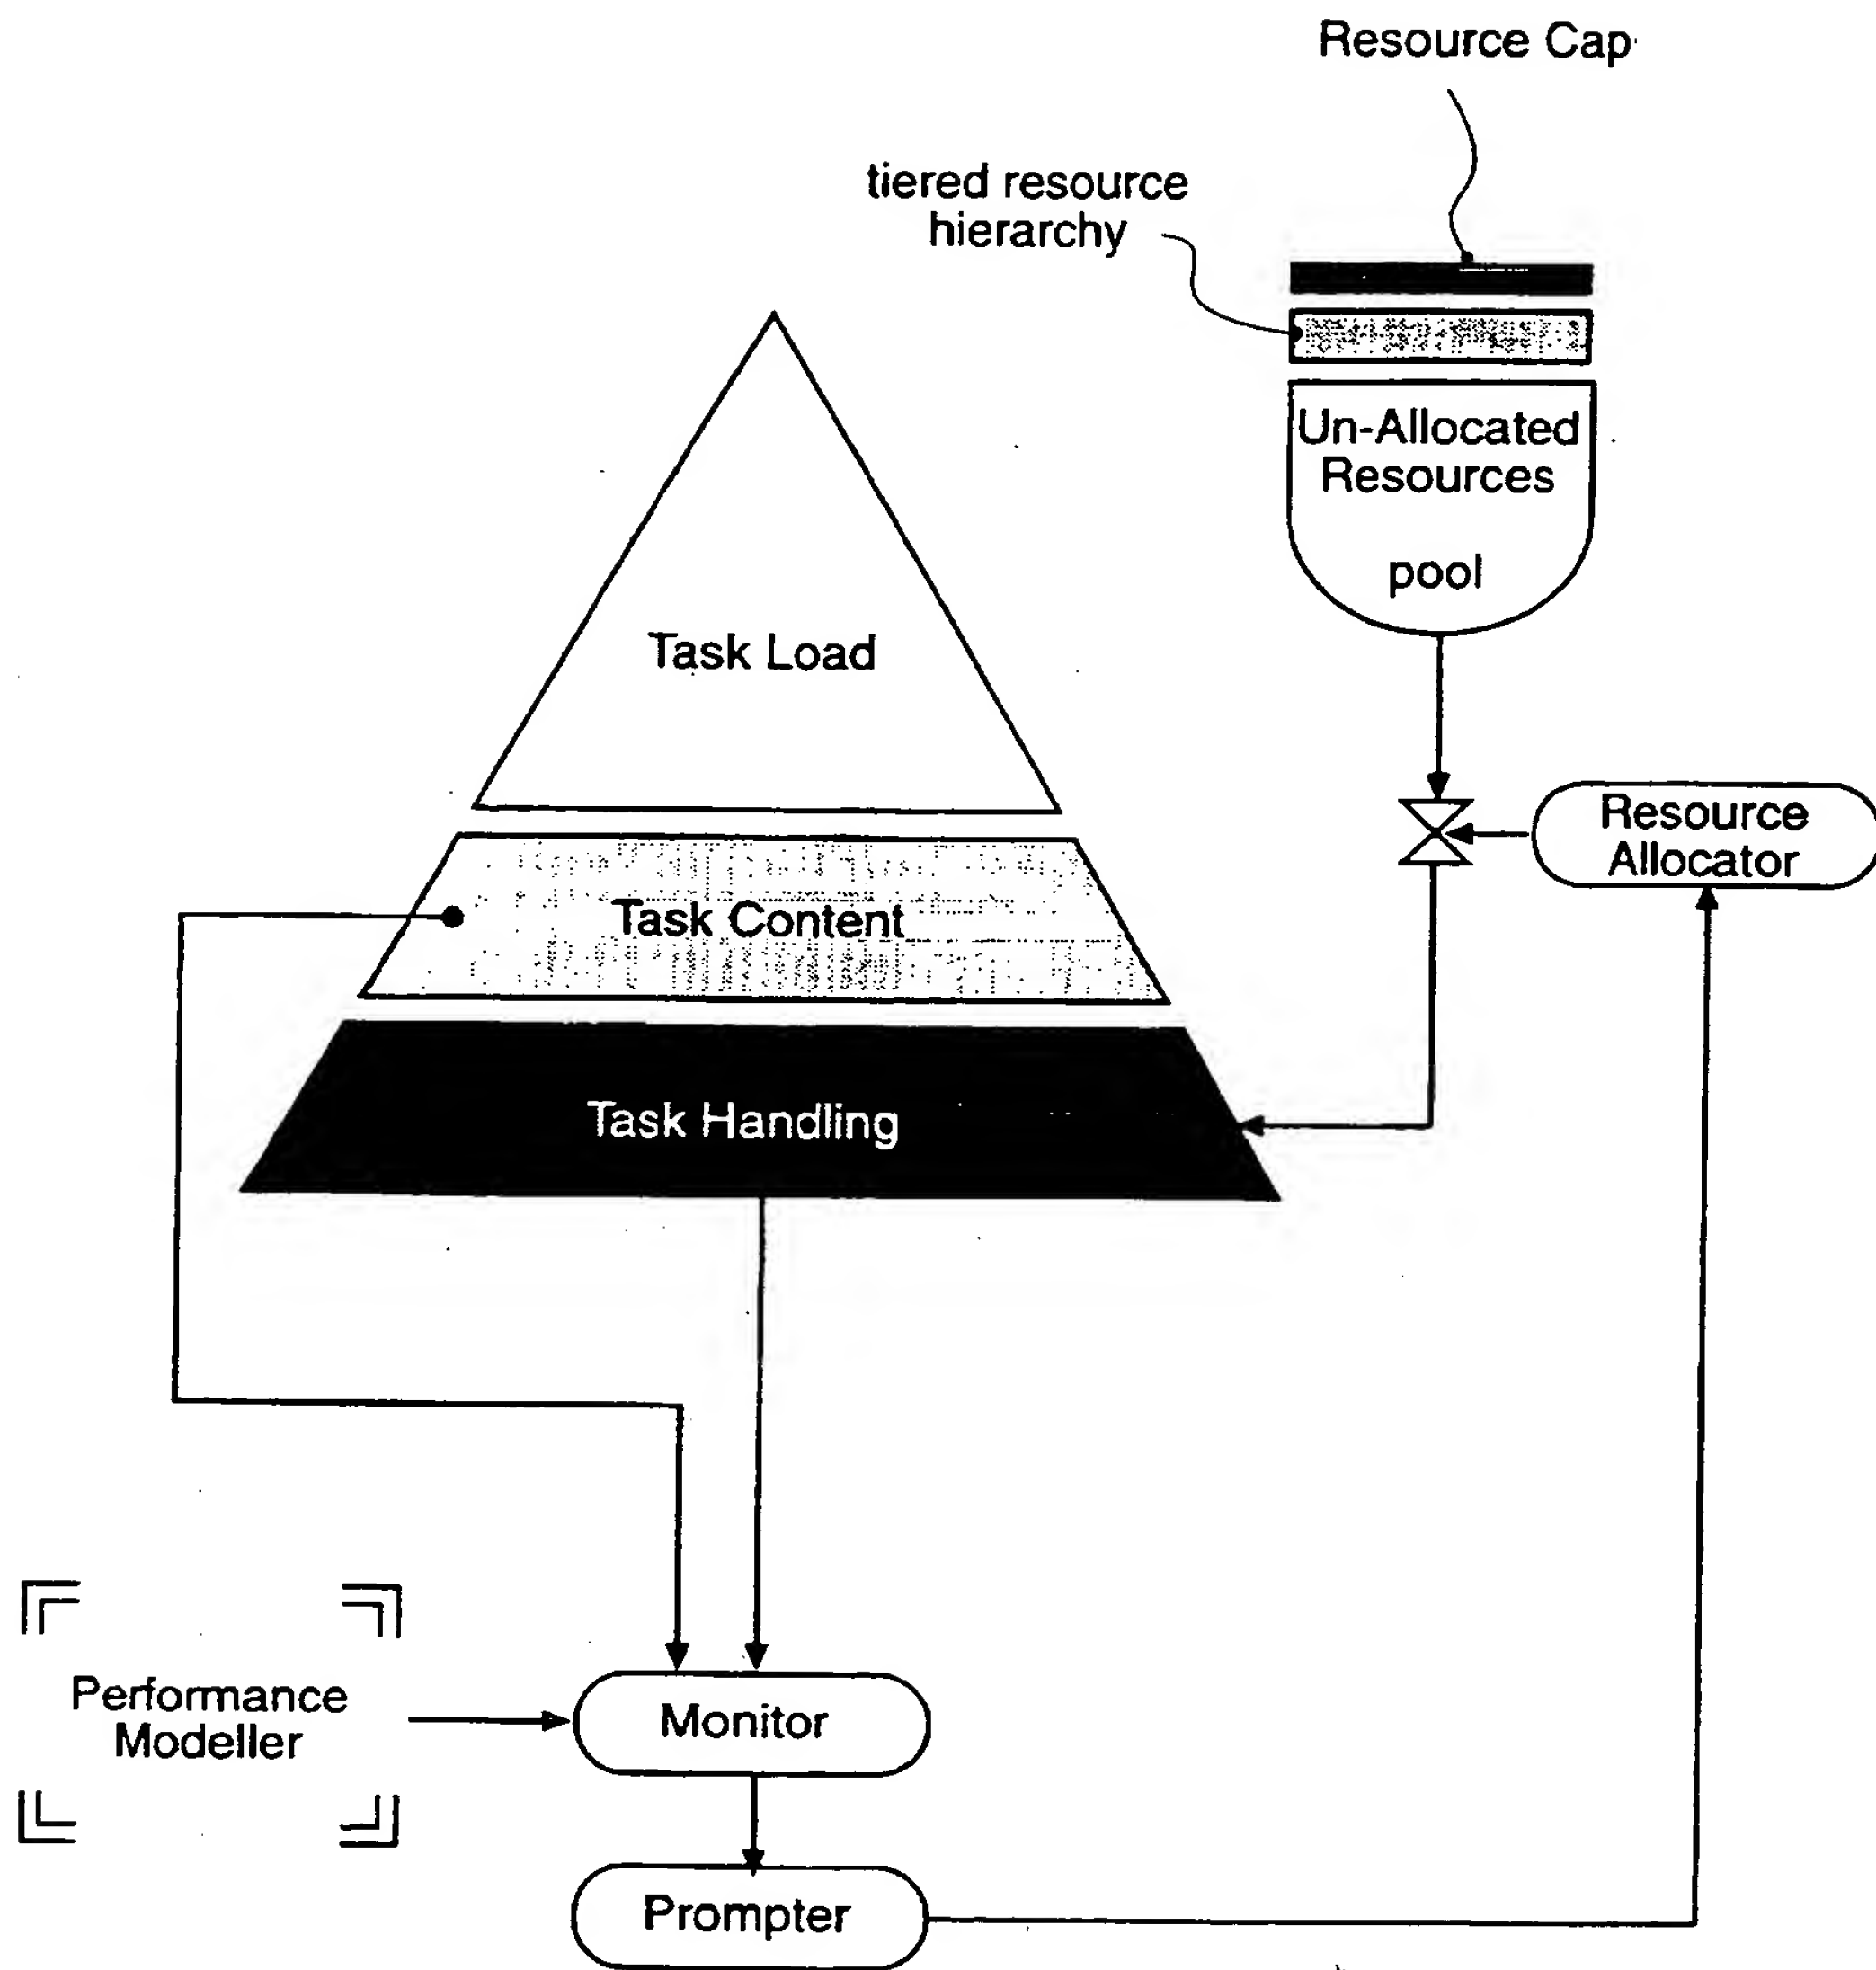 Resource Cap
tiered resource
hierarchy
Un-Allocated
Resources
pool
Task Load
Resource
Allocator
Task Content
Task Handling
Performance
Modeller
Monitor
Prompter